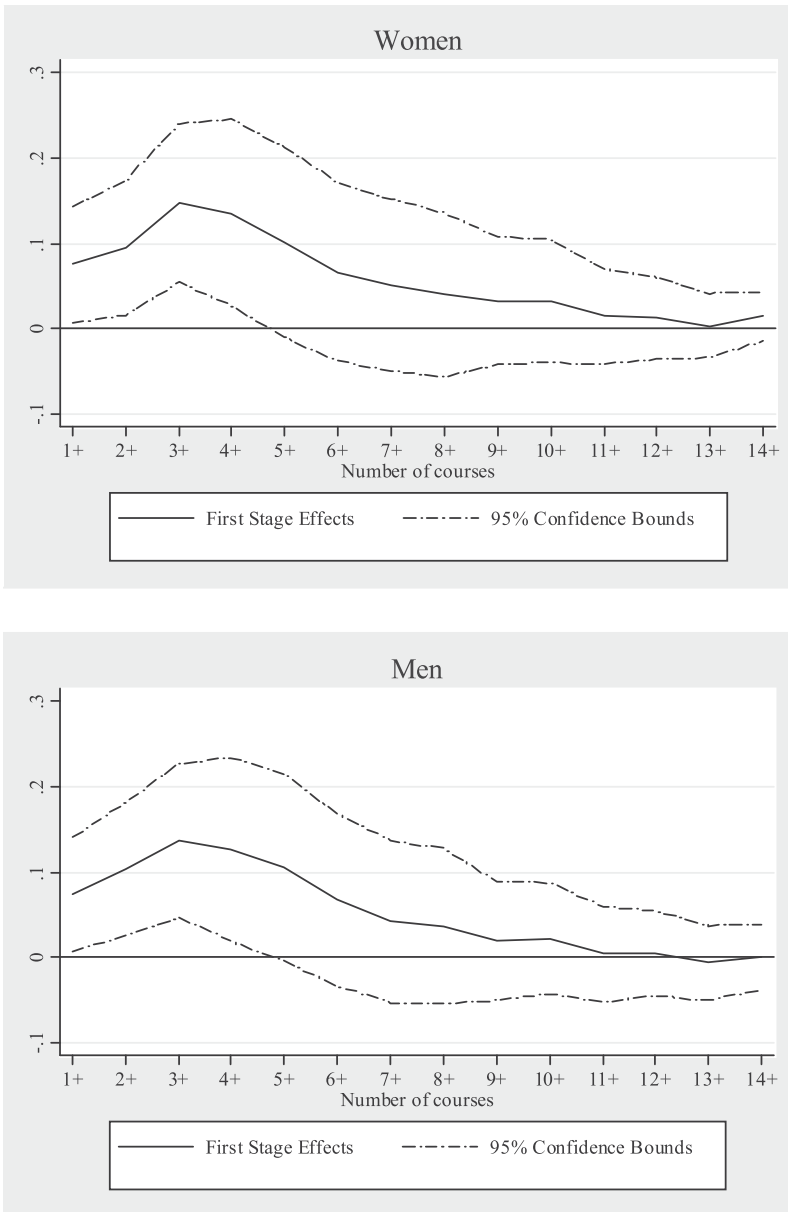 Women
.3
.2
.1
0
-.1
1+ 2+ 3+ 4+ 5+ 6+ 7+ 8+ 9+ 10+ 11+ 12+ 13+ 14+
Number of courses
First Stage Effects 95% Confidence Bounds
Men
.3
.2
.1
0
-.1
1+ 2+ 3+ 4+ 5+ 6+ 7+ 8+ 9+ 10+ 11+ 12+ 13+ 14+
Number of courses
First Stage Effects 95% Confidence Bounds